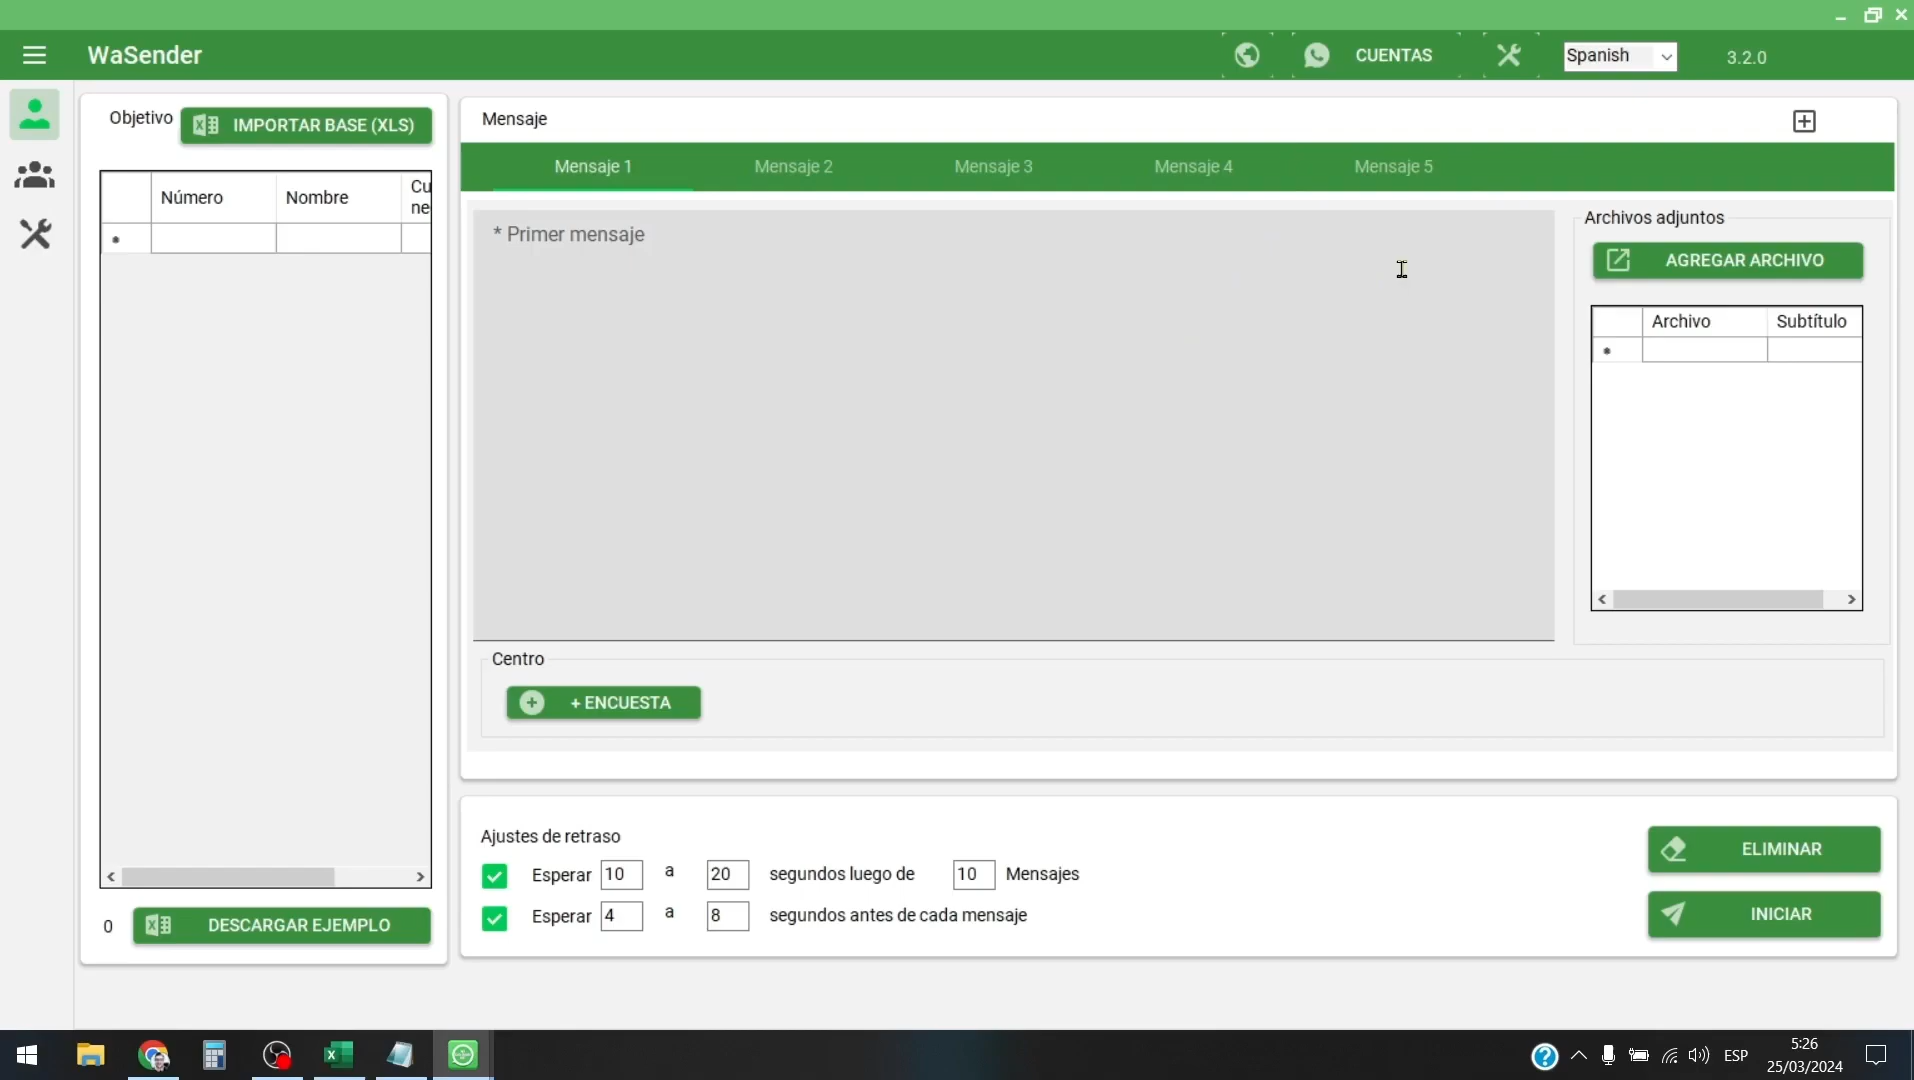 WaSender
CUENTAS
Spanish
3.2.0
Objetivo
IMPORTAR BASE (XLS)
Número
Nombre
Cu
ne
0
DESCARGAR EJEMPLO
Mensaje
Mensaje 1
Mensaje 2
Mensaje 3
Mensaje 4
Mensaje 5
* Primer mensaje
Archivos adjuntos
AGREGAR ARCHIVO
Archivo
Subtítulo
Centro
+ ENCUESTA
Ajustes de retraso
Esperar 10 a 20 segundos luego de 10 Mensajes
Esperar 4 a 8 segundos antes de cada mensaje
ELIMINAR
INICIAR
ESP
5:26
25/03/2024